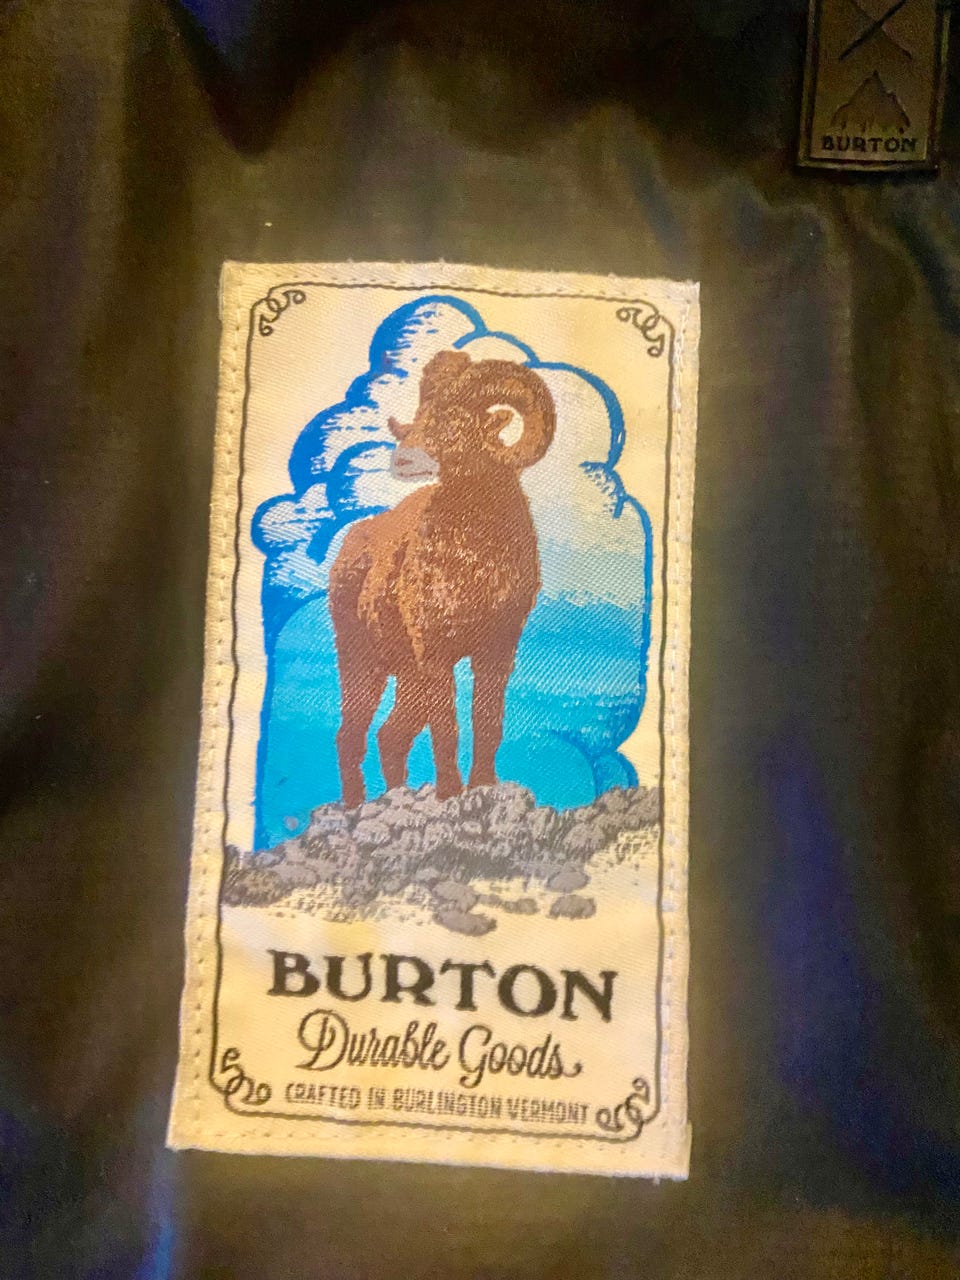 BURTON
BURTON
Durable Goods
CRAFTED IN BURLINGTON VERMONT